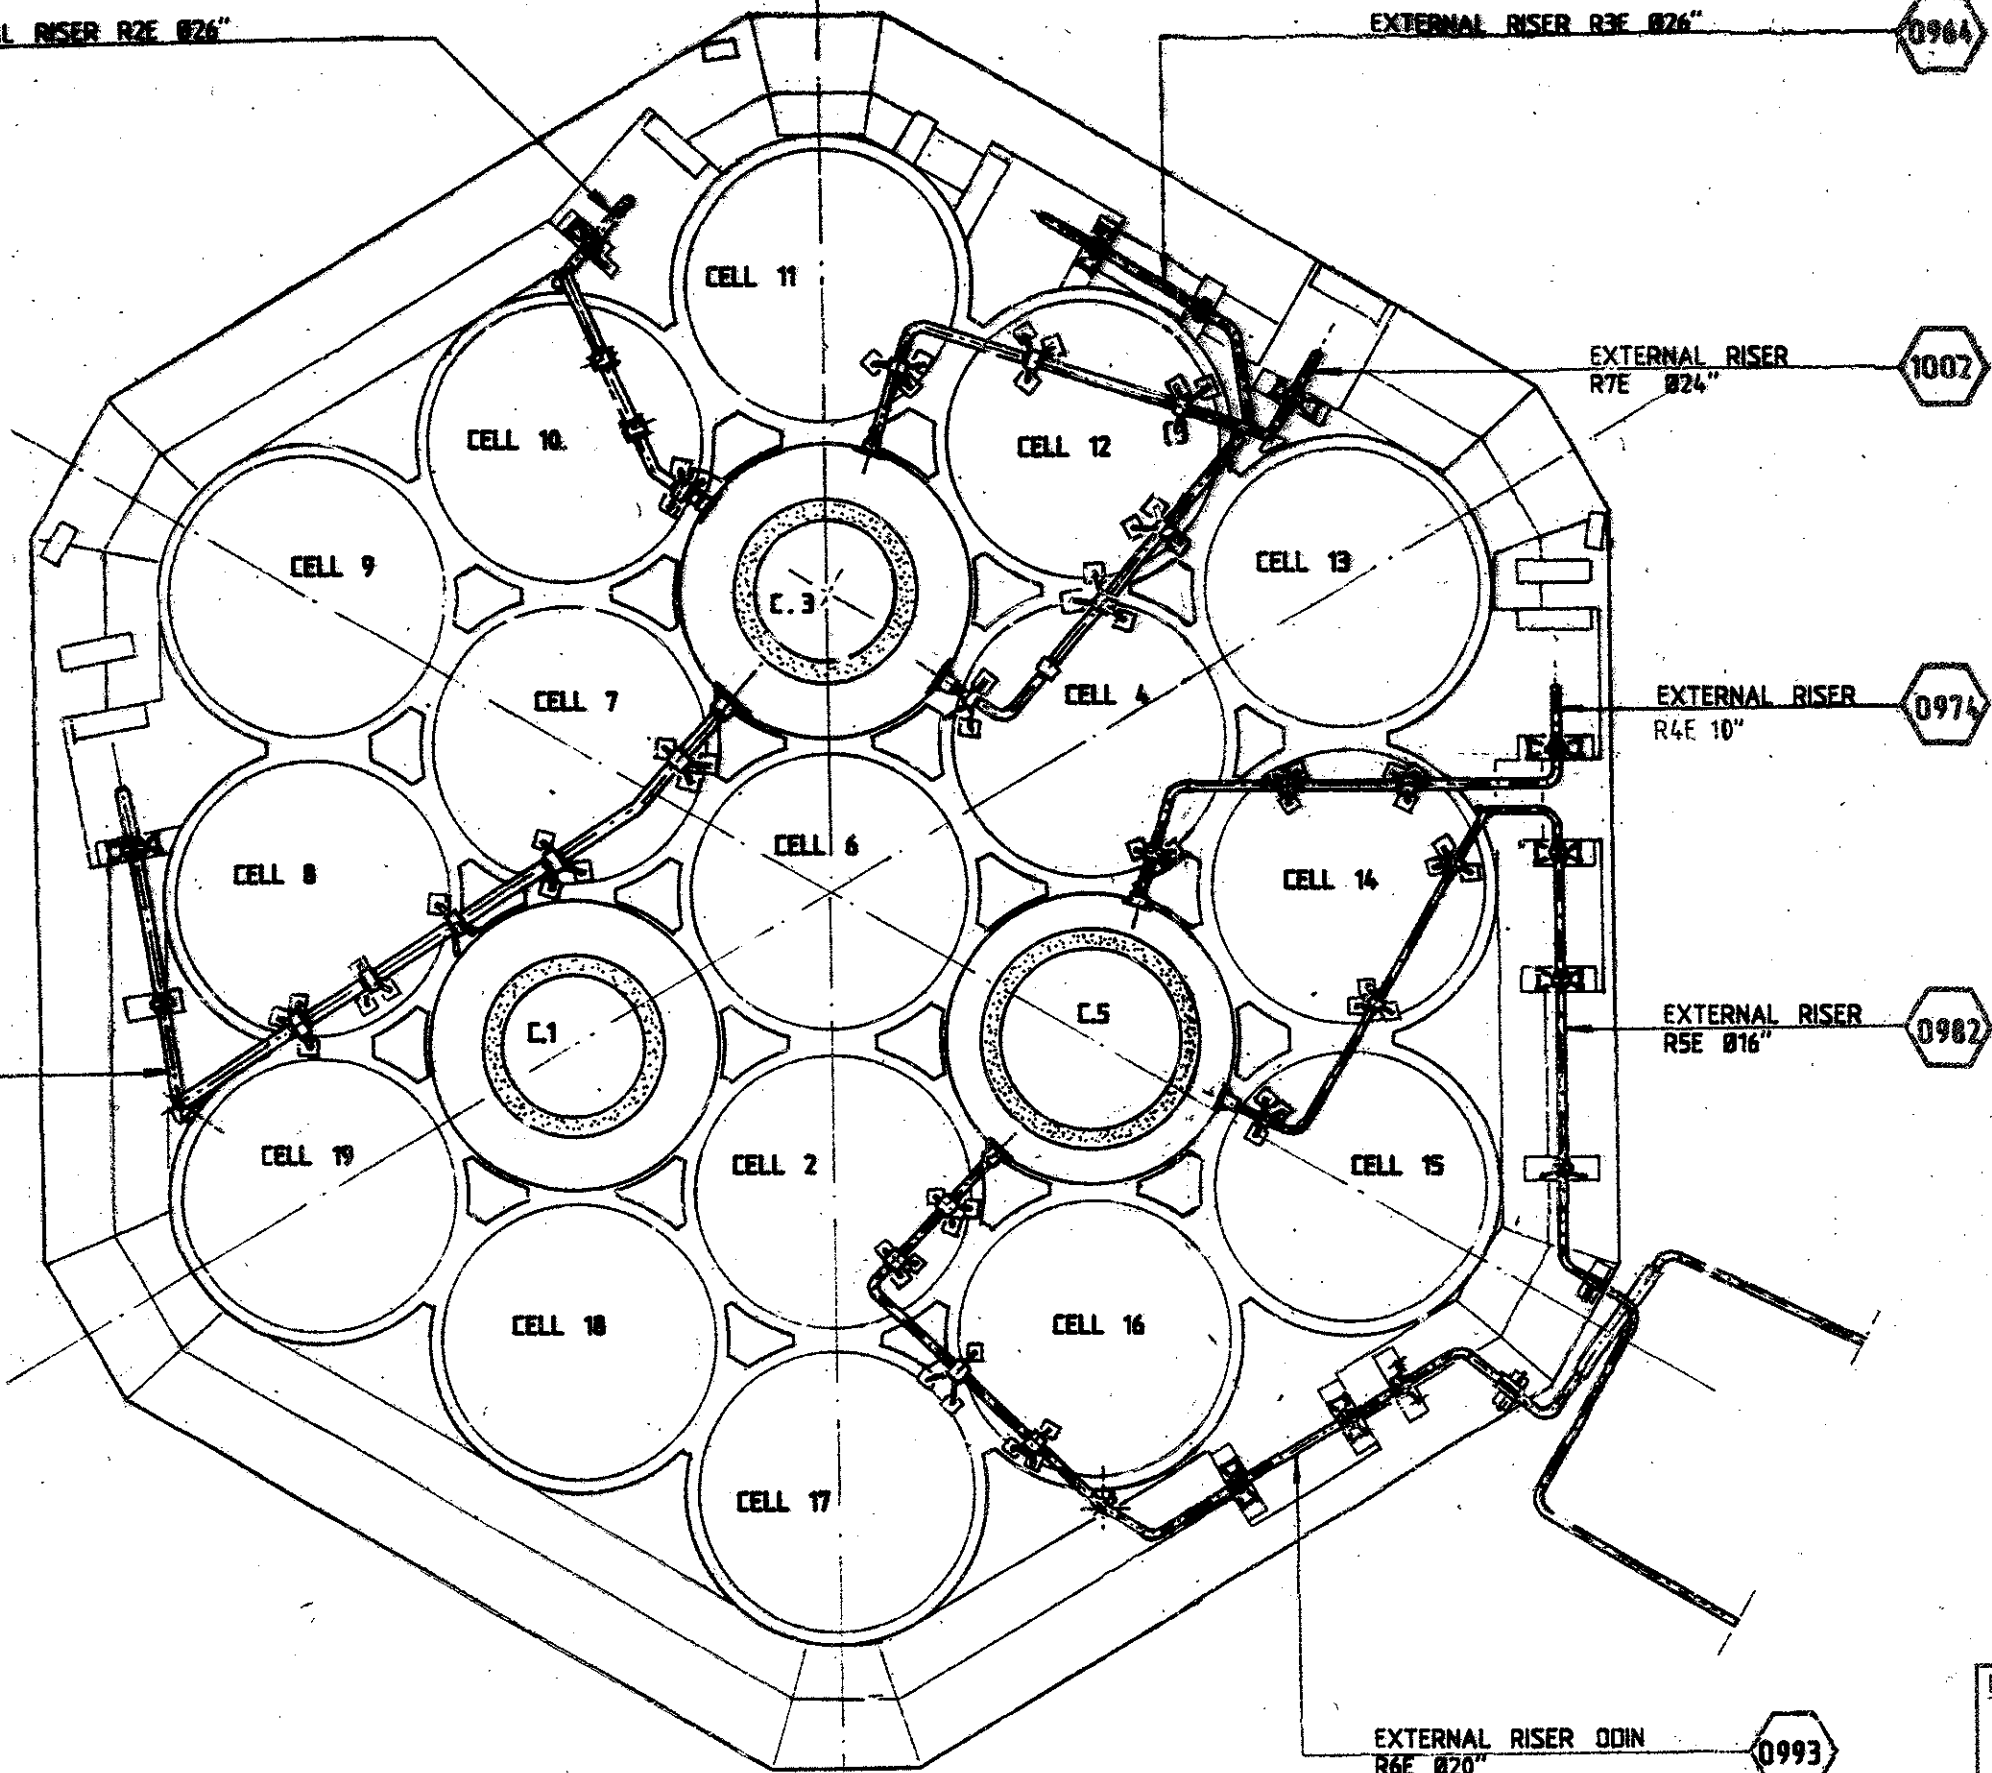 L RISER R2E Ø26"
EXTERNAL RISER R3E Ø26"
0964
CELL 11
EXTERNAL RISER
R7E Ø24"
1002
CELL 10
CELL 12
CELL 9
CELL 13
C.3
CELL 7
CELL 4
EXTERNAL RISER
R4E 10"
0974
CELL 6
CELL 8
CELL 14
C.1
C.5
EXTERNAL RISER
R5E Ø16"
0982
CELL 19
CELL 2
CELL 15
CELL 18
CELL 16
CELL 17
EXTERNAL RISER ODIN
R6E Ø20"
0993